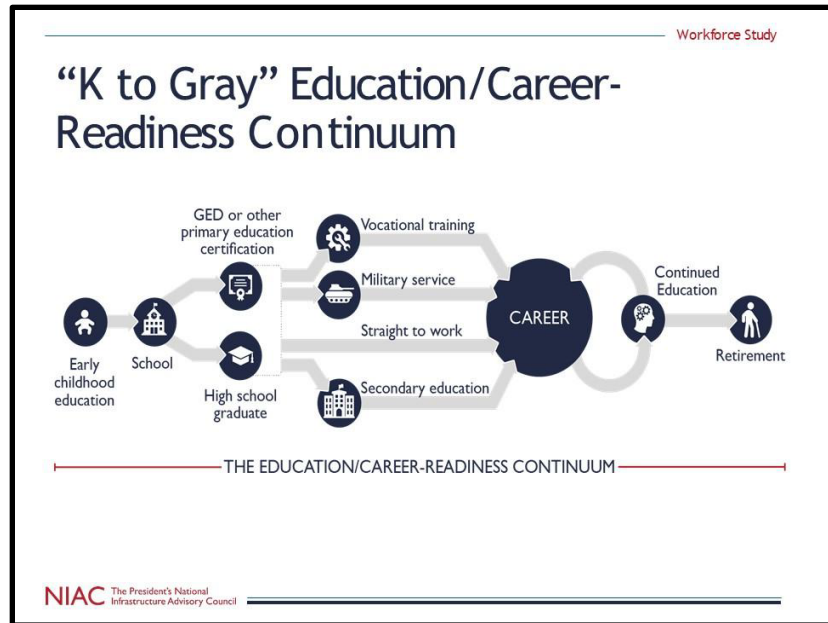 Workforce Study
“K to Gray” Education/Career-
Readiness Continuum
GED or other
primary education
certification
Vocational training
Military service
Continued
Education
CAREER
Straight to work
Early
childhood
education
School
Retirement
High school
graduate
Secondary education
THE EDUCATION/CAREER-READINESS CONTINUUM
NIAC The President's National
Infrastructure Advisory Council